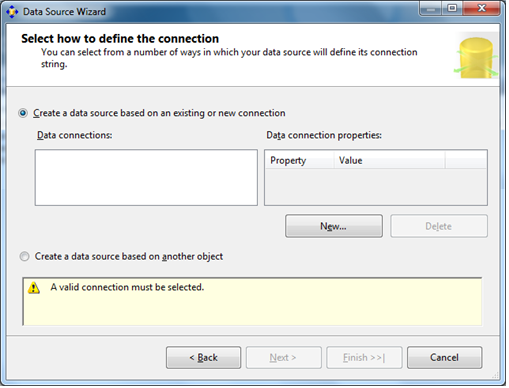 Data Source Wizard
Select how to define the connection
You can select from a number of ways in which your data source will define its connection
string.
Create a data source based on an existing or new connection
Data connections:
Data connection properties:
Property Value
New... Delete
Create a data source based on another object
A valid connection must be selected.
< Back Next > Finish >>| Cancel